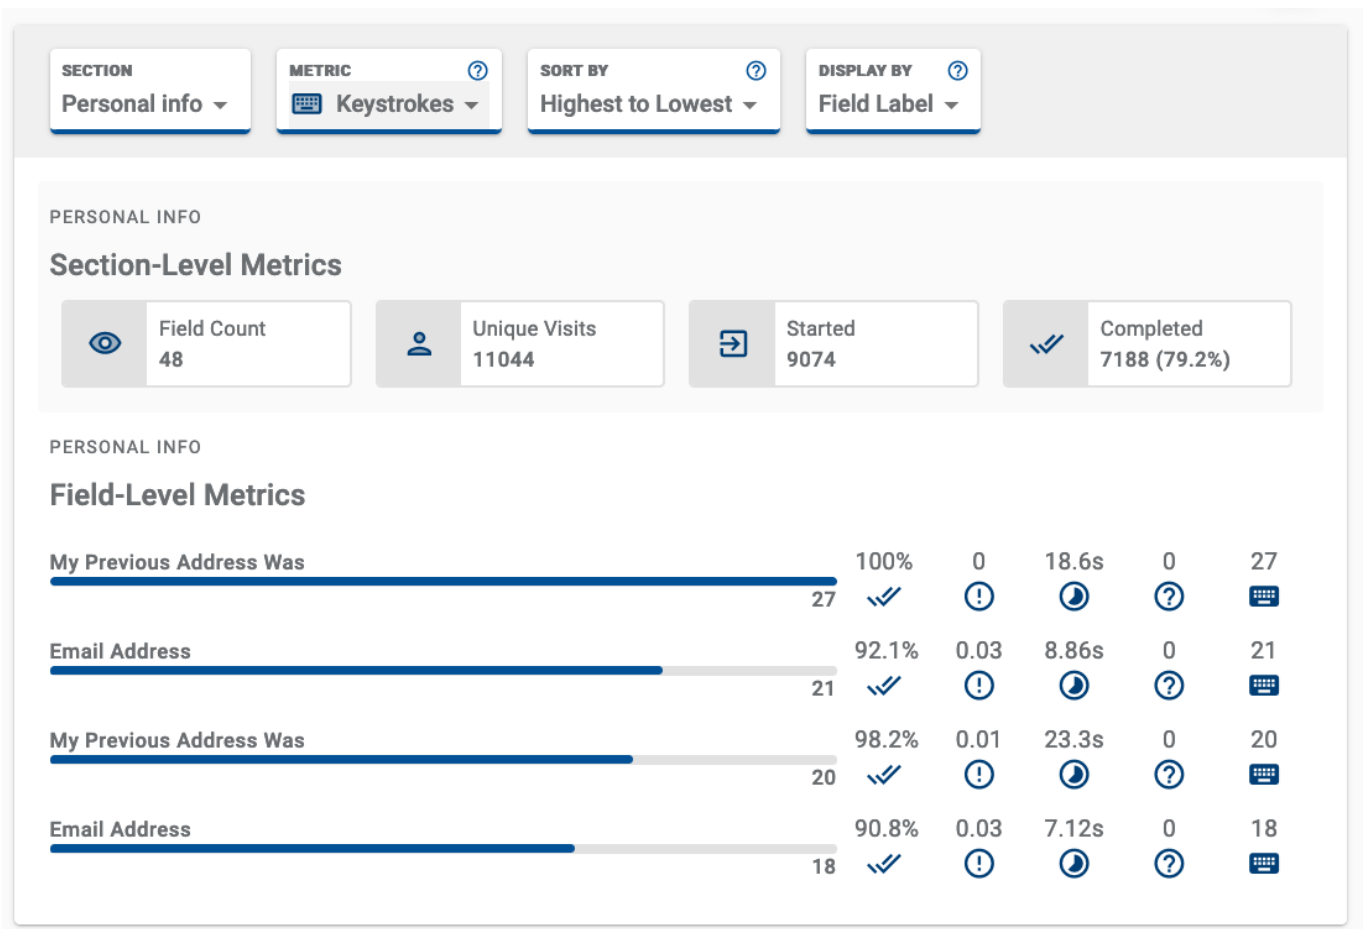 SECTION
Personal info
METRIC
Keystrokes
SORT BY
Highest to Lowest
DISPLAY BY
Field Label
PERSONAL INFO
Section-Level Metrics
Field Count
48
Unique Visits
11044
Started
9074
Completed
7188 (79.2%)
PERSONAL INFO
Field-Level Metrics
My Previous Address Was
27
100% 0 18.6s 0 27
Email Address
21
92.1% 0.03 8.86s 0 21
My Previous Address Was
20
98.2% 0.01 23.3s 0 20
Email Address
18
90.8% 0.03 7.12s 0 18